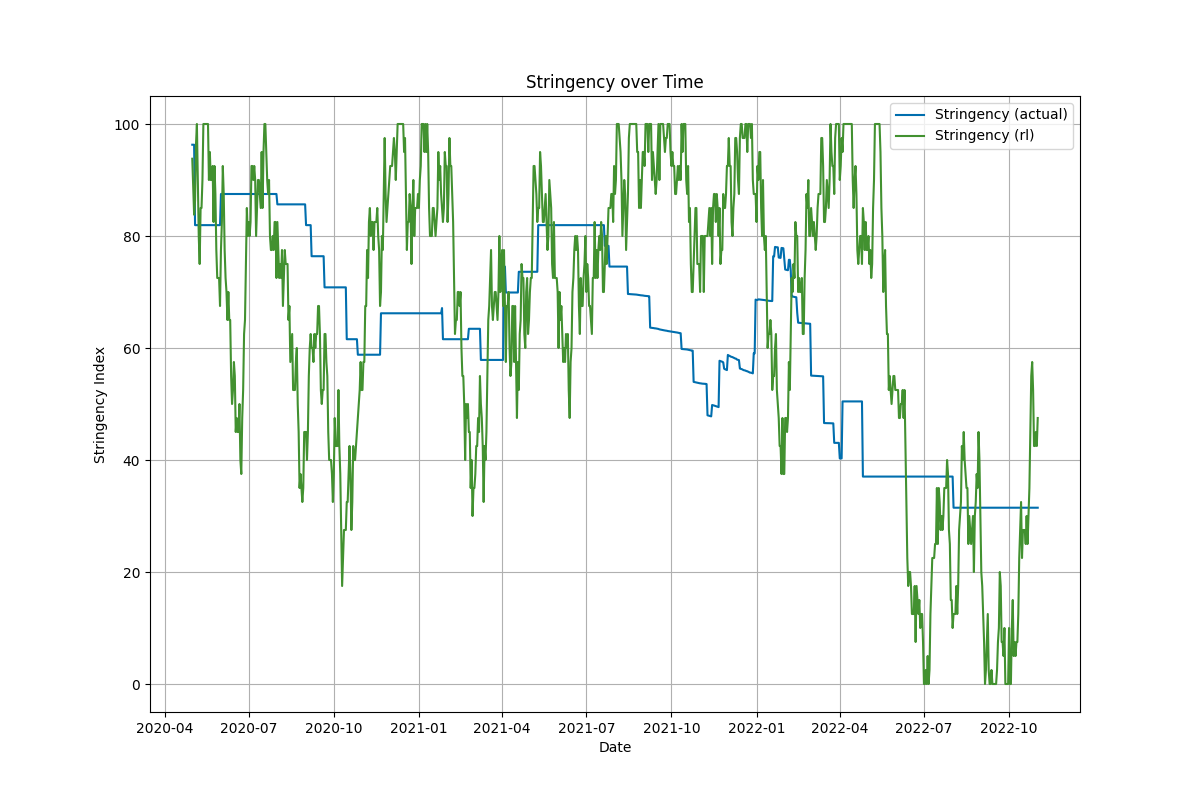 Stringency over Time
Stringency (actual)
Stringency (rl)
Stringency Index
100
80
60
40
20
0
2020-04 2020-07 2020-10 2021-01 2021-04 2021-07 2021-10 2022-01 2022-04 2022-07 2022-10
Date